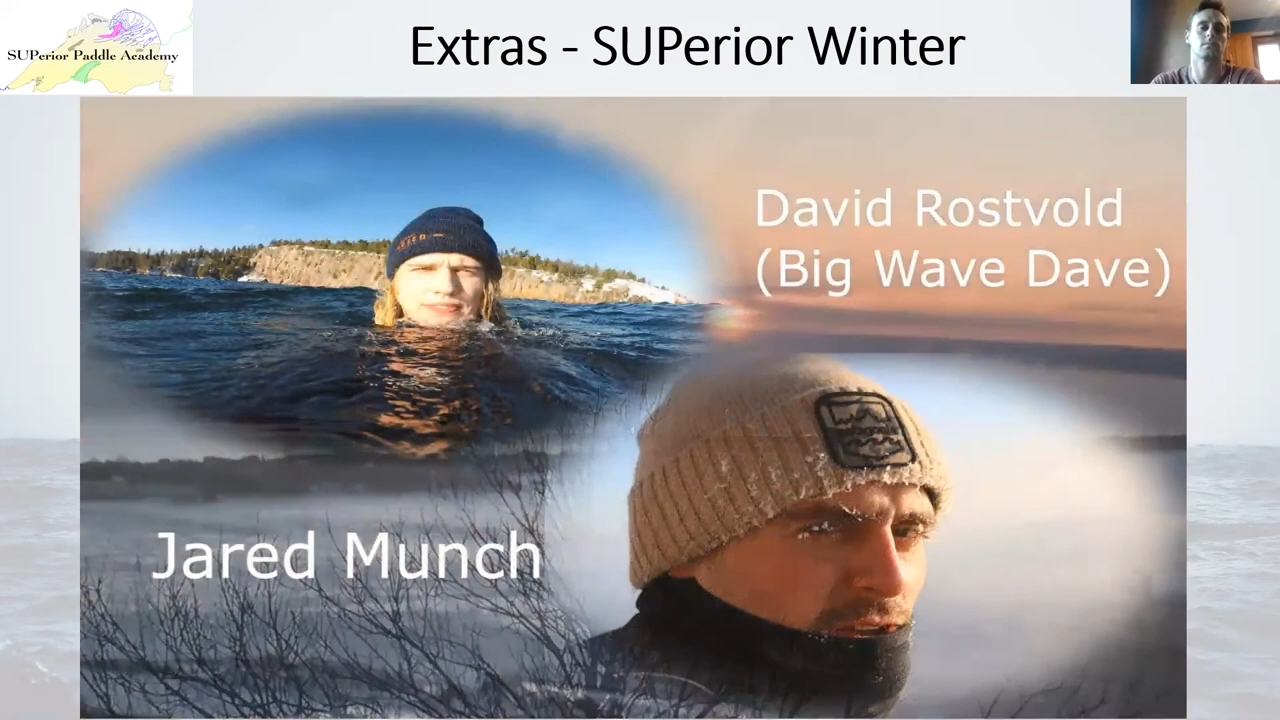 SUPerior Paddle Academy
Extras - SUPerior Winter
David Rostvold
(Big Wave Dave)
Jared Munch